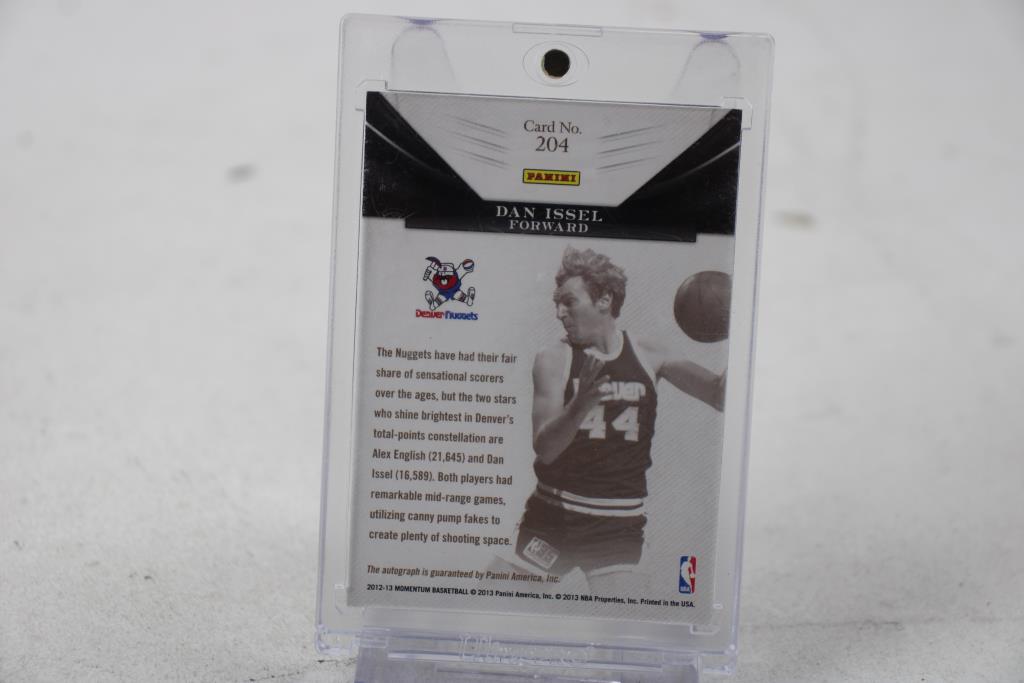 Card No.
204
PANINI
DAN ISSEL
FORWARD
Denver Nuggets
The Nuggets have had their fair
share of sensational scorers
over the ages, but the two stars
who shine brightest in Denver's
total-points constellation are
Alex English (21,645) and Dan
Issel (16,589). Both players had
remarkable mid-range games,
utilizing canny pump fakes to
create plenty of shooting space.
44
The autograph is guaranteed by Panini America, Inc.
2012-13 MOMENTUM BASKETBALL © 2013 Panini America, Inc. © 2013 NBA Properties, Inc. Printed in the USA.